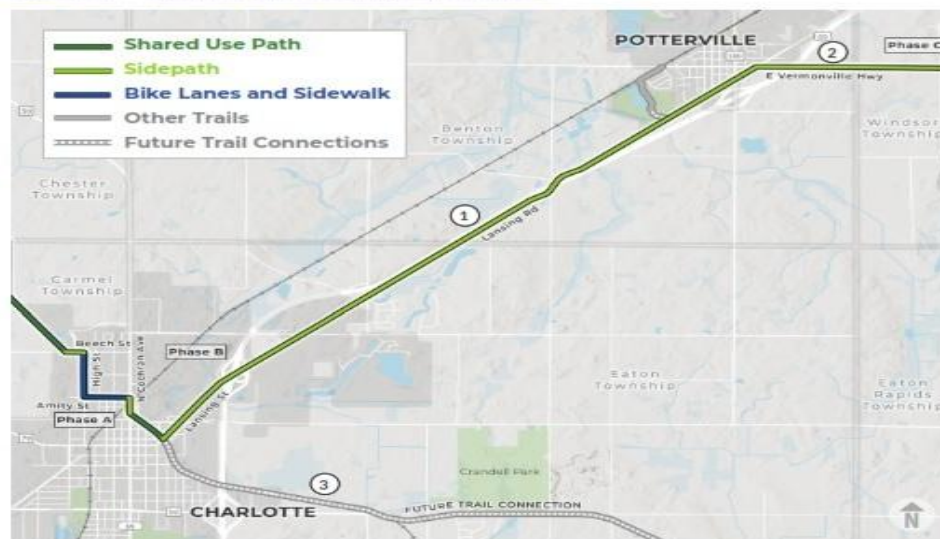 Shared Use Path
Sidepath
Bike Lanes and Sidewalk
Other Trails
Future Trail Connections
POTTERVILLE
2
Phase C
E Vermonville Hwy
Benton
Township
Windsor
Township
Chester
Township
1
Lansing Rd
Carmel
Township
Beech St
High St
N Cochran Ave
Phase B
Amity St
Phase A
Lansing St
Eaton
Township
Eaton
Rapids
Township
Crandell Park
3
CHARLOTTE
FUTURE TRAIL CONNECTION
N